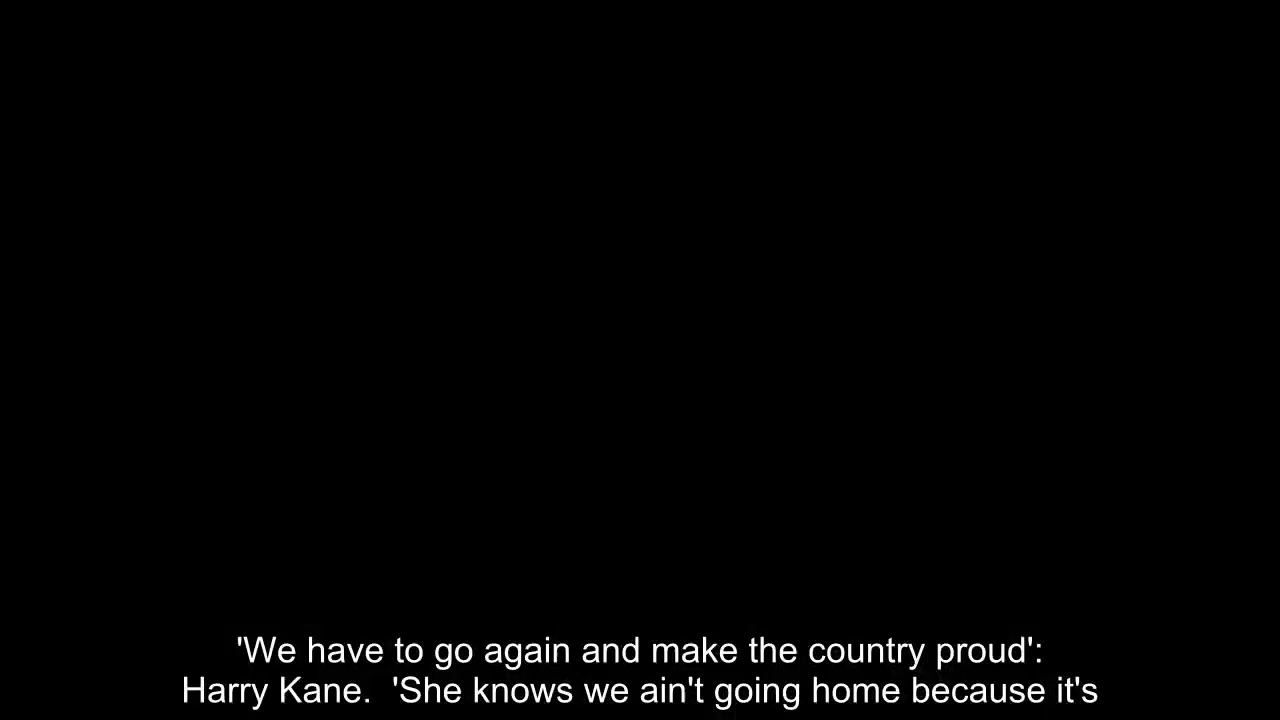 'We have to go again and make the country proud':
Harry Kane.  'She knows we ain't going home because it's